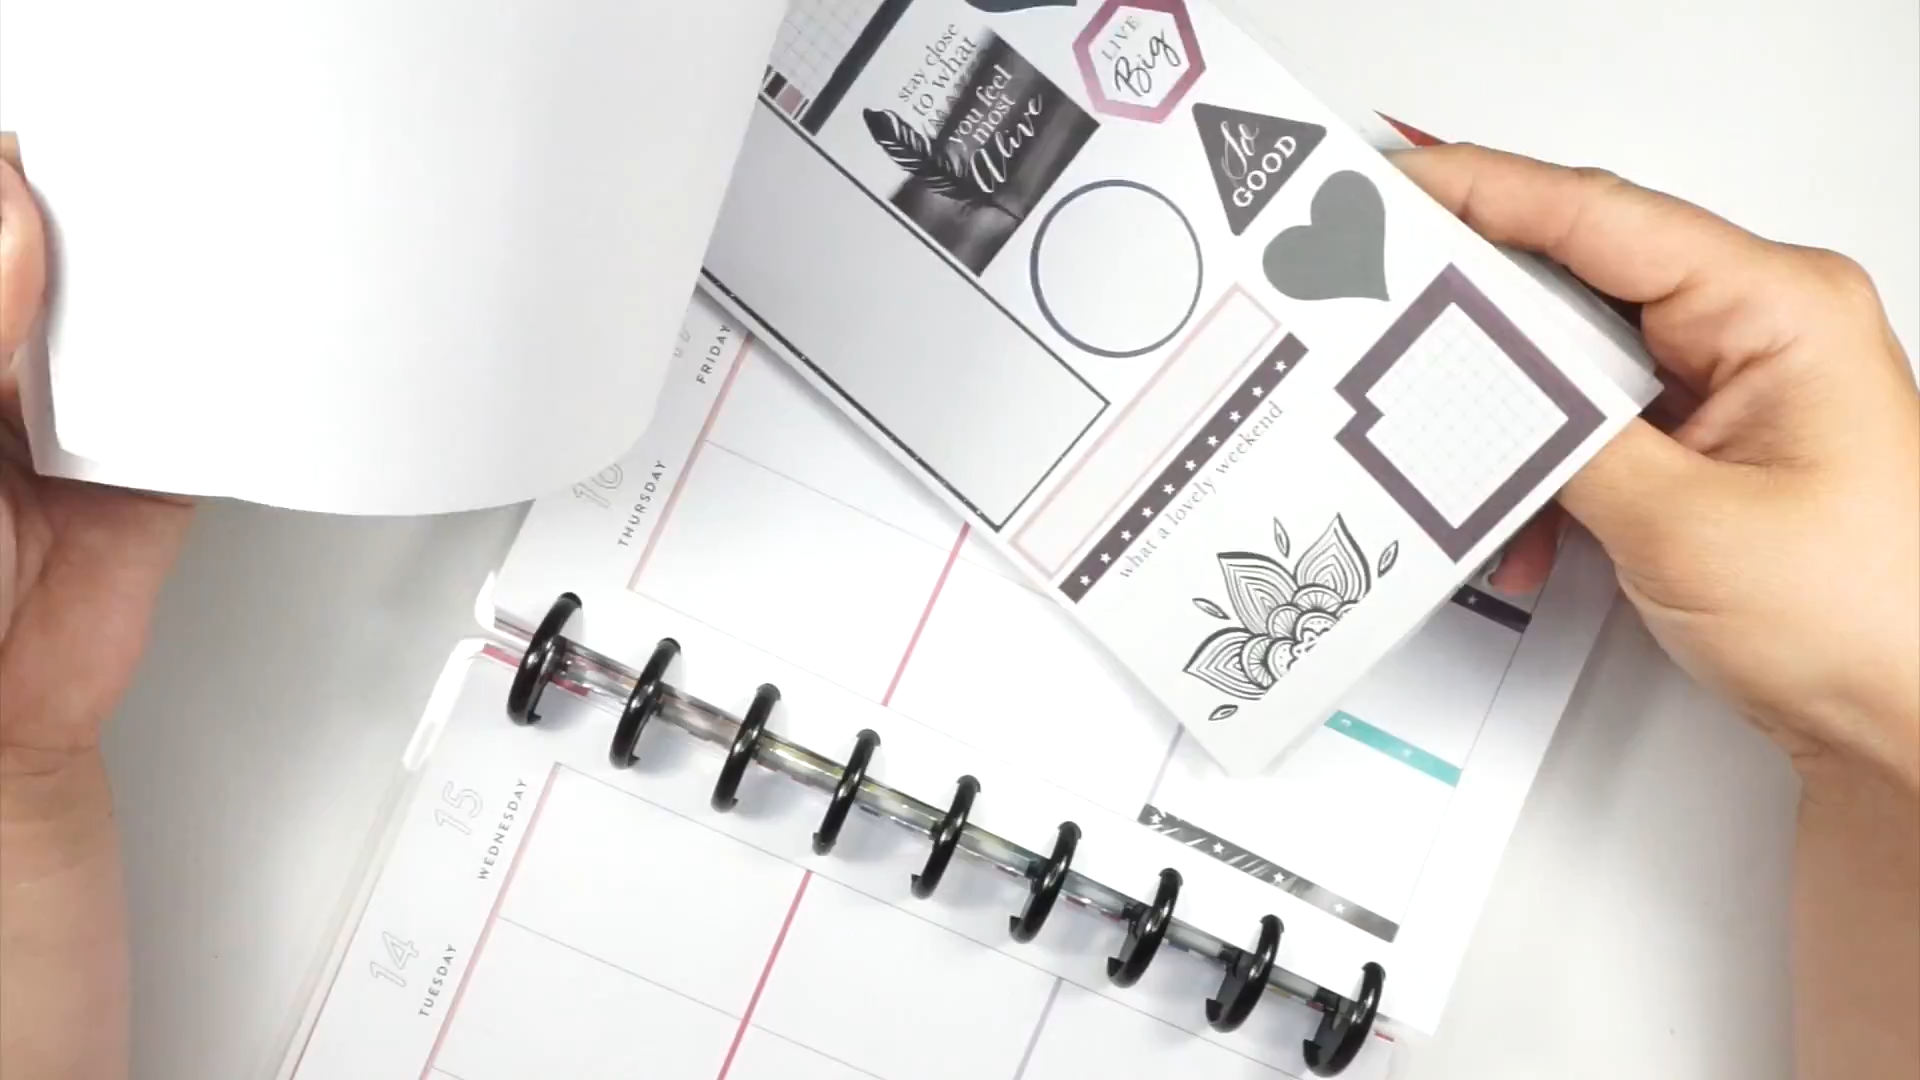 stay close
to what
you feel
most
Alive
LIVE
Big
So
GOOD
what a lovely weekend
FRIDAY
16
THURSDAY
15
WEDNESDAY
14
TUESDAY